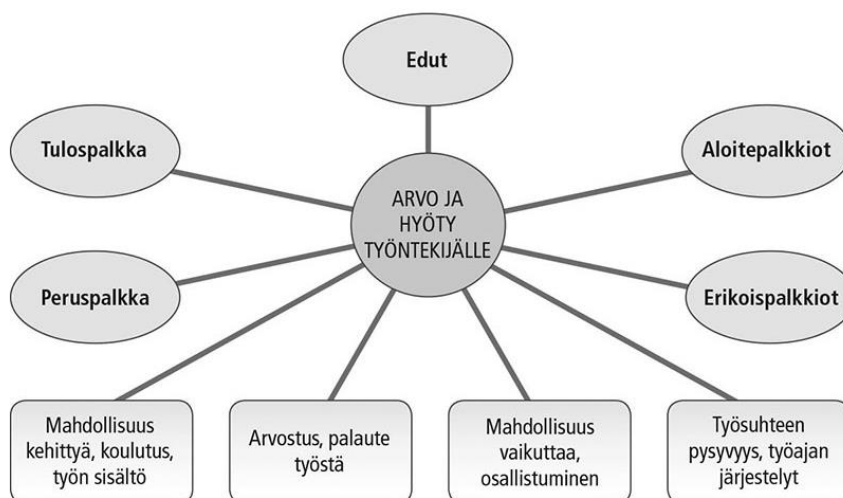 Edut
Tulospalkka
Aloitepalkkiot
ARVO JA
HYÖTY
TYÖNTEKIJÄLLE
Peruspalkka
Erikoispalkkiot
Mahdollisuus
kehittyä, koulutus,
työn sisältö
Arvostus, palaute
työstä
Mahdollisuus
vaikuttaa,
osallistuminen
Työsuhteen
pysyvyys, työajan
järjestelyt